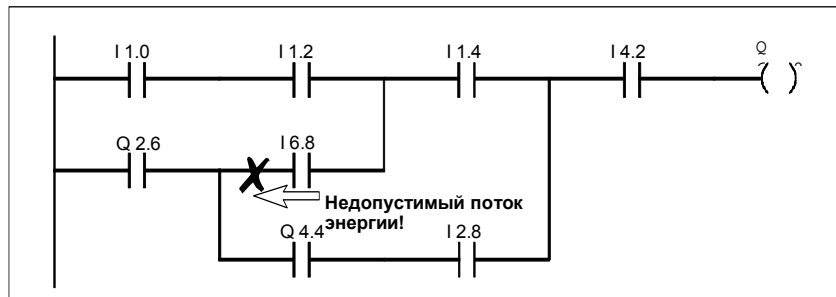 I 1.0 I 1.2 I 1.4 I 4.2 Q
Q 2.6 I 6.8
Недопустимый поток
энергии!
Q 4.4 I 2.8